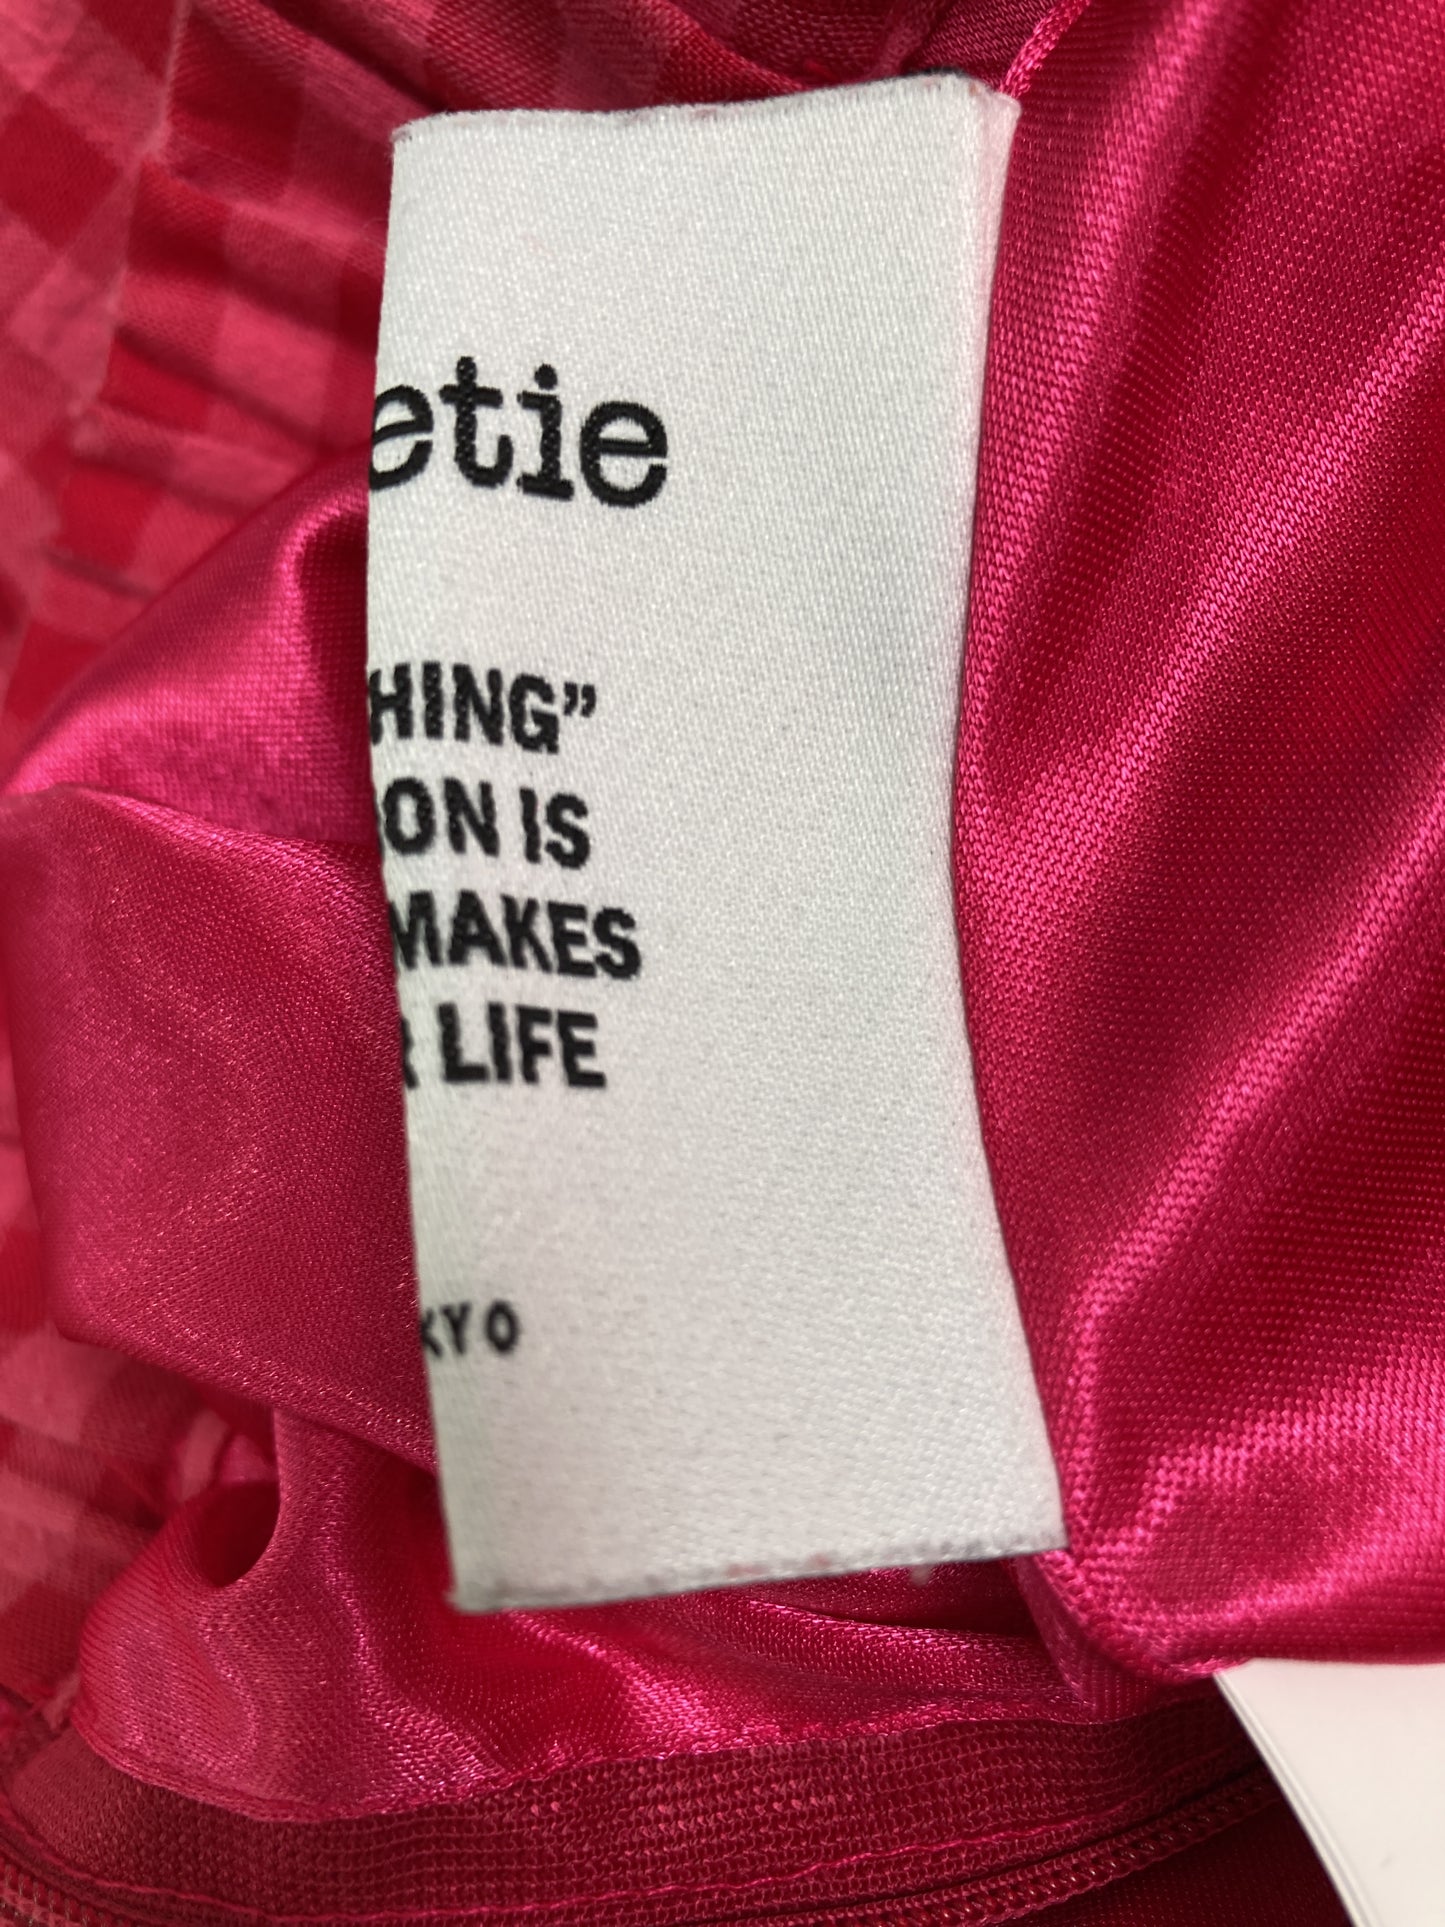 etie
HING”
ON IS
MAKES
R LIFE
KYO